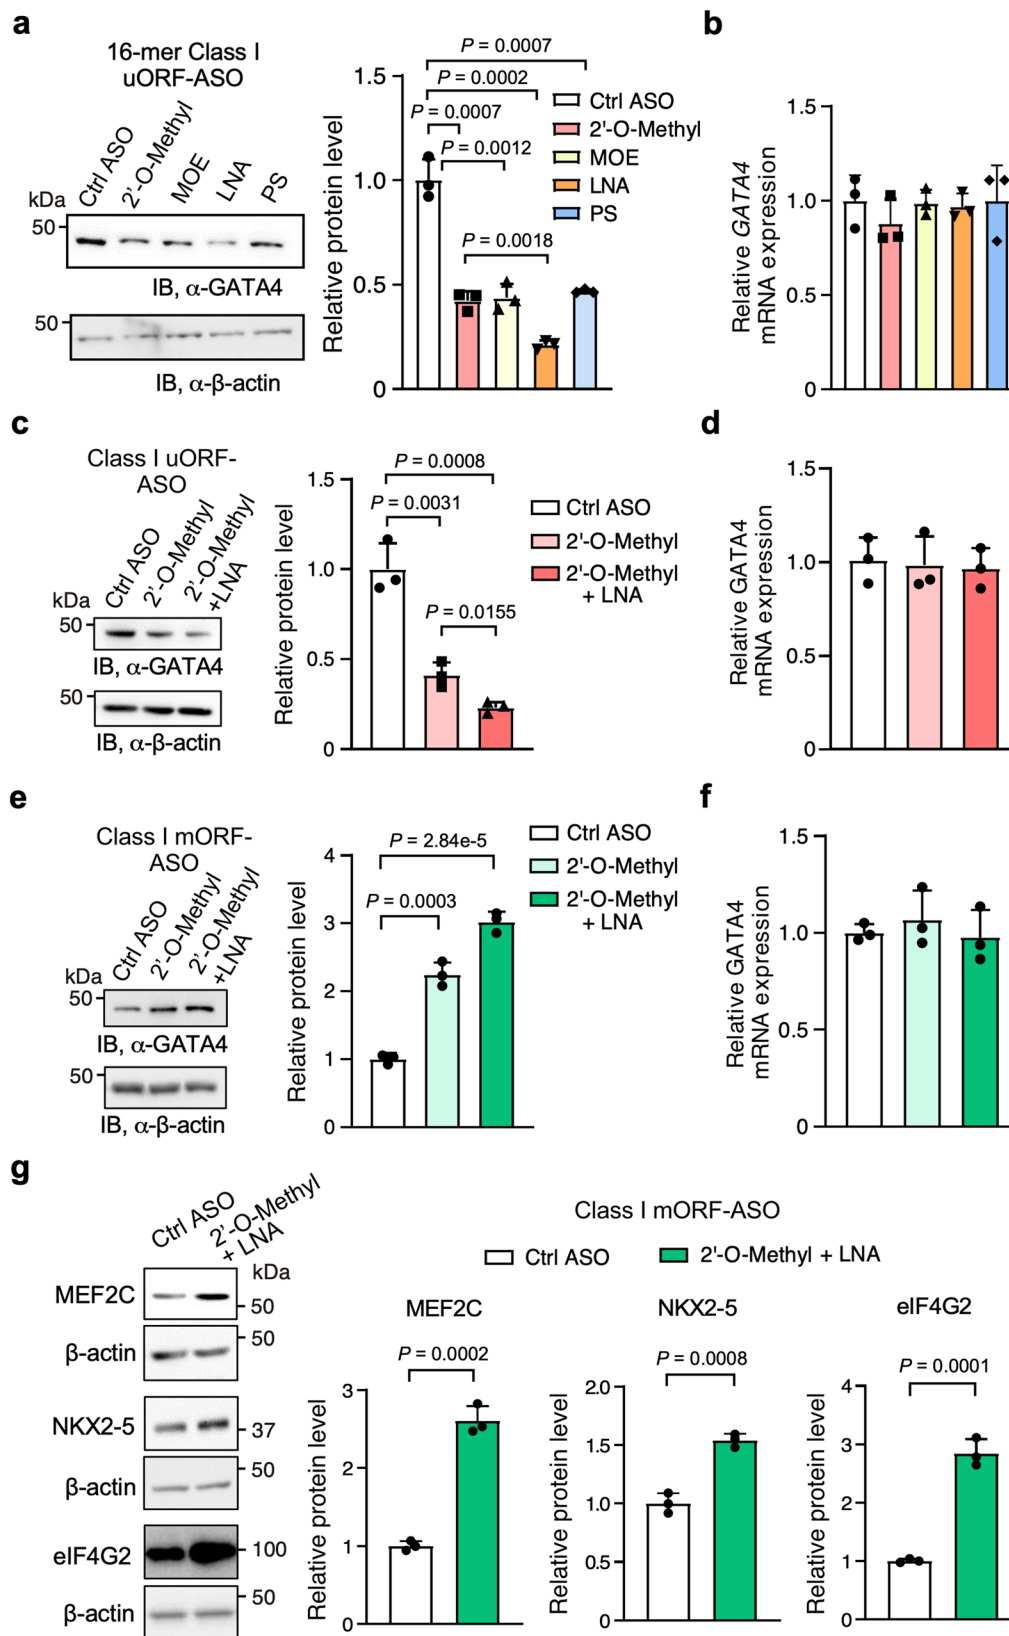 a
16-mer Class I
uORF-ASO
kDa
Ctrl ASO
2'-O-Methyl
MOE
LNA
PS
50
IB, α-GATA4
50
IB, α-β-actin
Relative protein level
1.5
1.0
0.5
0
P = 0.0007
P = 0.0002
P = 0.0007
P = 0.0012
P = 0.0018
Ctrl ASO
2'-O-Methyl
MOE
LNA
PS
b
Relative GATA4
mRNA expression
1.5
1.0
0.5
0
c
Class I uORF-
ASO
kDa
Ctrl ASO
2'-O-Methyl
2'-O-Methyl
+LNA
50
IB, α-GATA4
50
IB, α-β-actin
Relative protein level
1.5
1.0
0.5
0
P = 0.0008
P = 0.0031
P = 0.0155
Ctrl ASO
2'-O-Methyl
2'-O-Methyl
+ LNA
d
Relative GATA4
mRNA expression
1.5
1.0
0.5
0
e
Class I mORF-
ASO
kDa
Ctrl ASO
2'-O-Methyl
2'-O-Methyl
+LNA
50
IB, α-GATA4
50
IB, α-β-actin
Relative protein level
4
3
2
1
0
P = 2.84e-5
P = 0.0003
Ctrl ASO
2'-O-Methyl
2'-O-Methyl
+ LNA
f
Relative GATA4
mRNA expression
1.5
1.0
0.5
0
g
Ctrl ASO
2'-O-Methyl
+ LNA
kDa
MEF2C
50
β-actin
50
NKX2-5
37
β-actin
50
eIF4G2
100
β-actin
50
Class I mORF-ASO
Ctrl ASO
2'-O-Methyl + LNA
MEF2C
P = 0.0002
Relative protein level
3
2
1
0
NKX2-5
P = 0.0008
Relative protein level
2.0
1.5
1.0
0.5
0
eIF4G2
P = 0.0001
Relative protein level
4
3
2
1
0